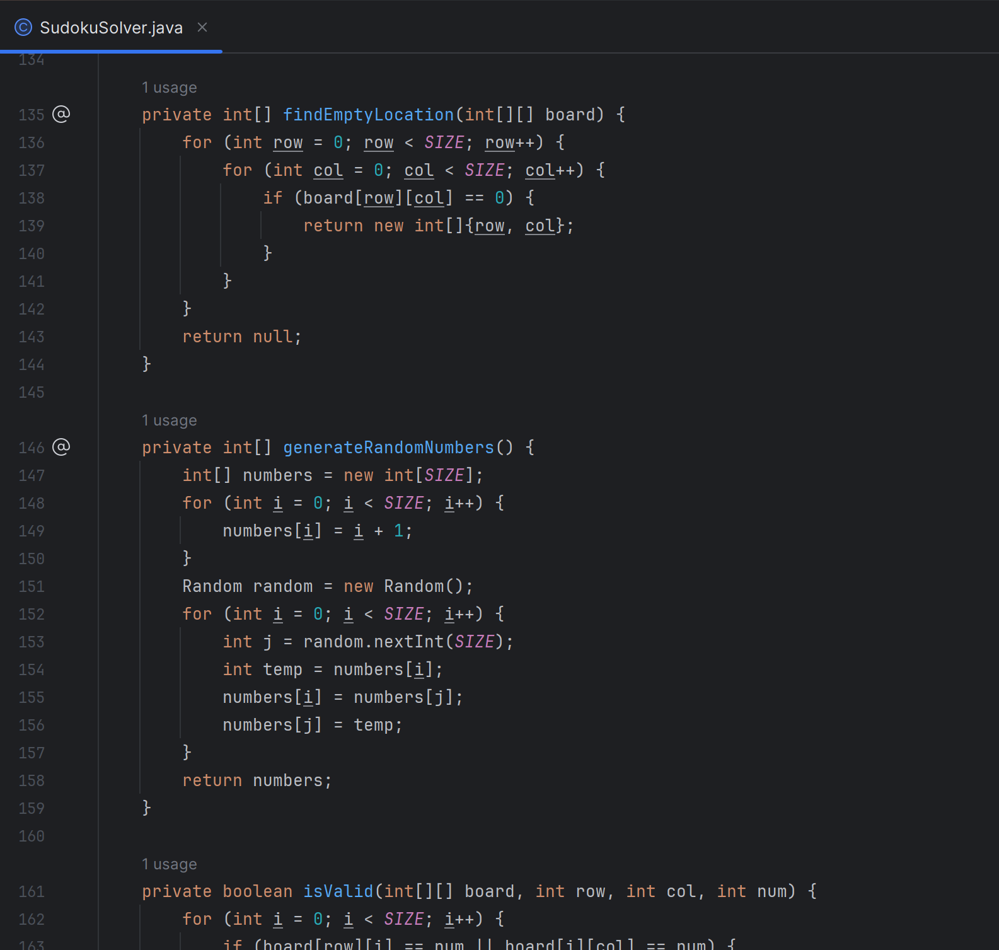 SudokuSolver.java
134
1 usage
135 @ private int[] findEmptyLocation(int[][] board) {
136 for (int row = 0; row < SIZE; row++) {
137 for (int col = 0; col < SIZE; col++) {
138 if (board[row][col] == 0) {
139 return new int[]{row, col};
140 }
141 }
142 }
143 return null;
144 }
145
1 usage
146 @ private int[] generateRandomNumbers() {
147 int[] numbers = new int[SIZE];
148 for (int i = 0; i < SIZE; i++) {
149 numbers[i] = i + 1;
150 }
151 Random random = new Random();
152 for (int i = 0; i < SIZE; i++) {
153 int j = random.nextInt(SIZE);
154 int temp = numbers[i];
155 numbers[i] = numbers[j];
156 numbers[j] = temp;
157 }
158 return numbers;
159 }
160
1 usage
161 private boolean isValid(int[][] board, int row, int col, int num) {
162 for (int i = 0; i < SIZE; i++) {
163 if (board[row][i] == num || board[i][col] == num) {